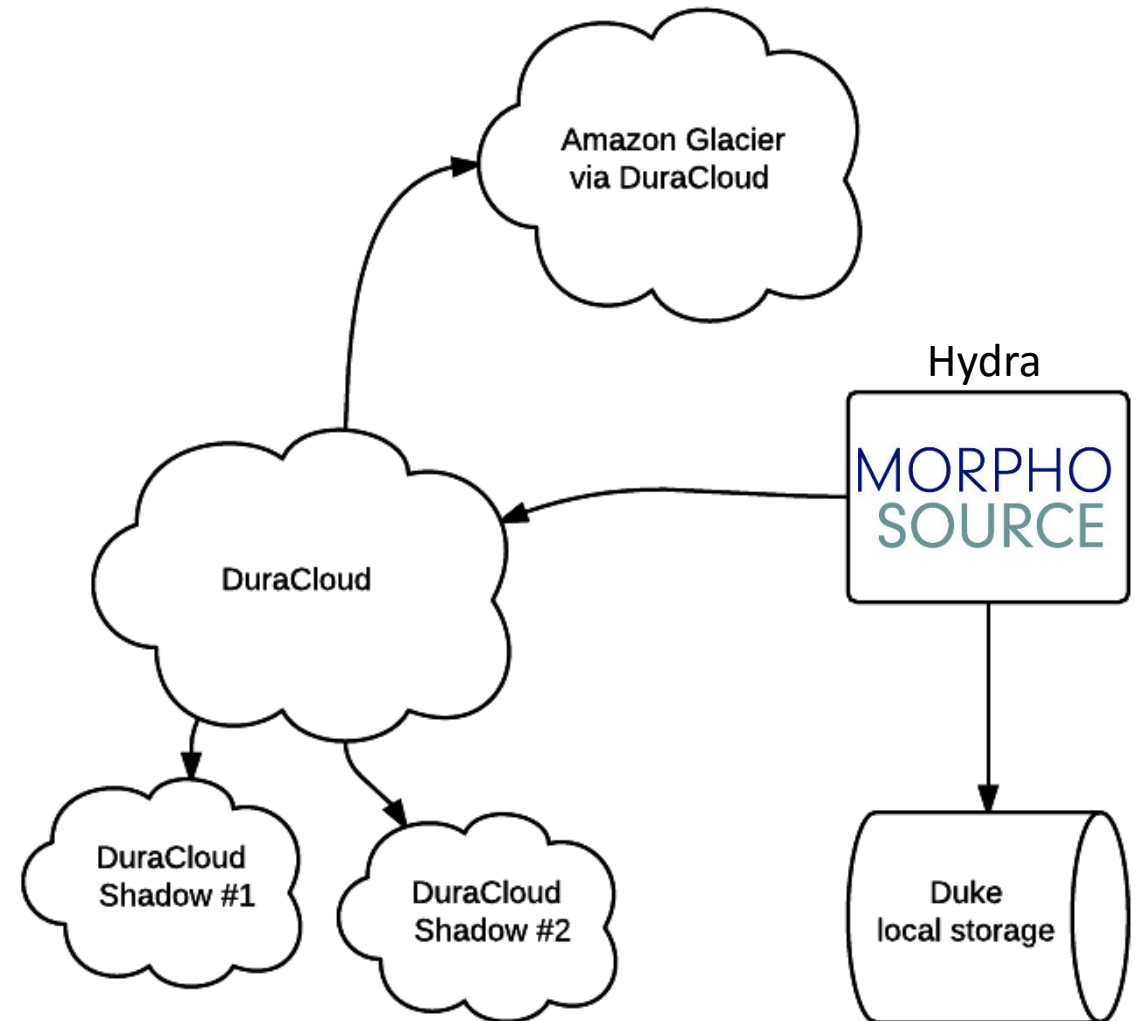 Amazon Glacier
via DuraCloud
Hydra
MORPHO
SOURCE
DuraCloud
DuraCloud
Shadow #1
DuraCloud
Shadow #2
Duke
local storage